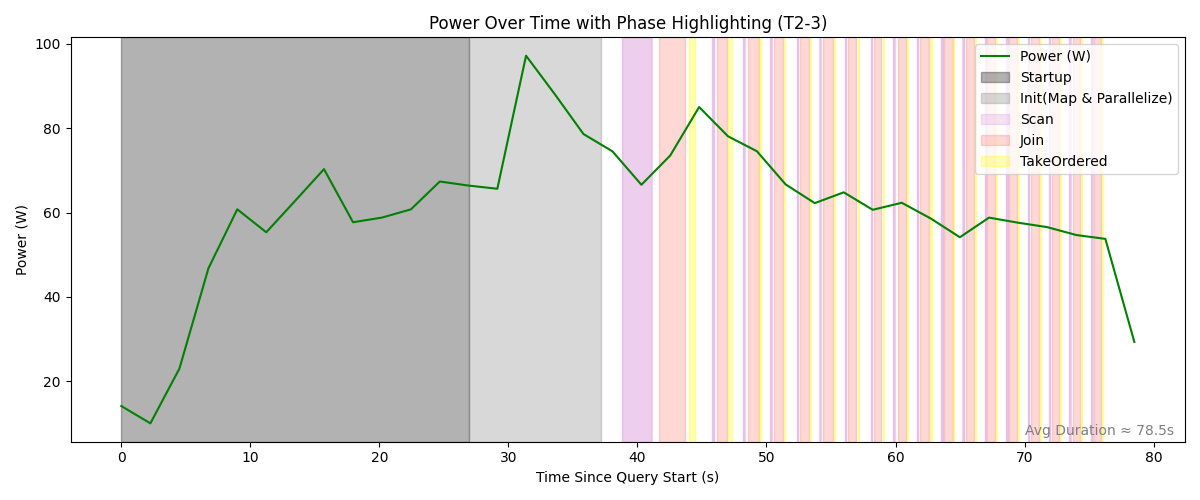 Power Over Time with Phase Highlighting (T2-3)
Power (W)
100
80
60
40
20
Power (W)
Startup
Init(Map & Parallelize)
Scan
Join
TakeOrdered
Avg Duration ≈ 78.5s
0 10 20 30 40 50 60 70 80
Time Since Query Start (s)